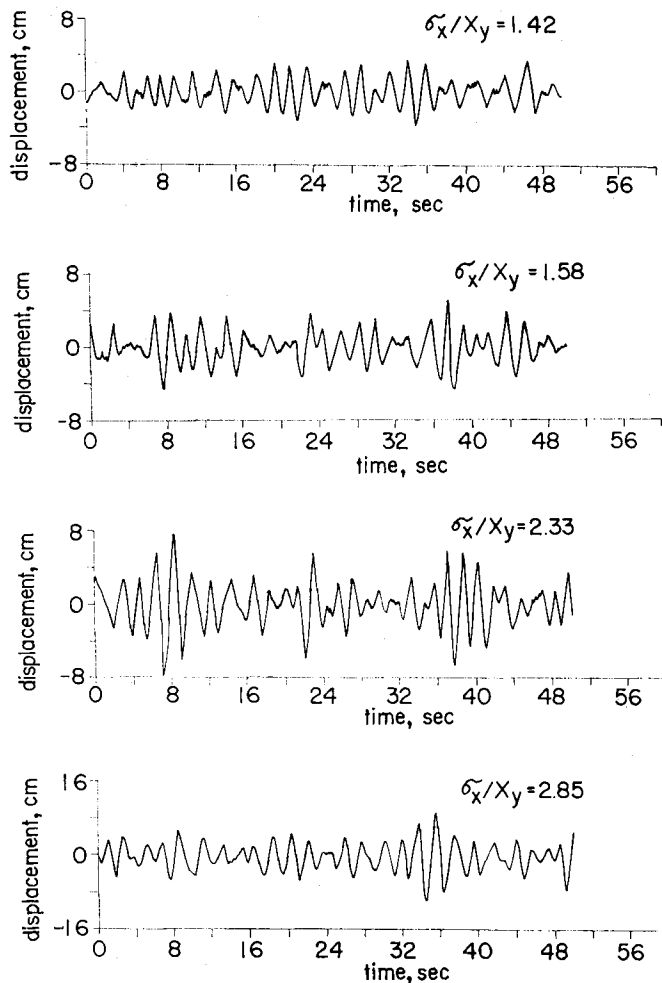 σx/Xy=1.42
displacement, cm
8
0
-8
0 8 16 24 32 40 48 56
time, sec
σx/Xy=1.58
displacement, cm
8
0
-8
0 8 16 24 32 40 48 56
time, sec
σx/Xy=2.33
displacement, cm
8
0
-8
0 8 16 24 32 40 48 56
time, sec
σx/Xy=2.85
displacement, cm
16
0
-16
0 8 16 24 32 40 48 56
time, sec